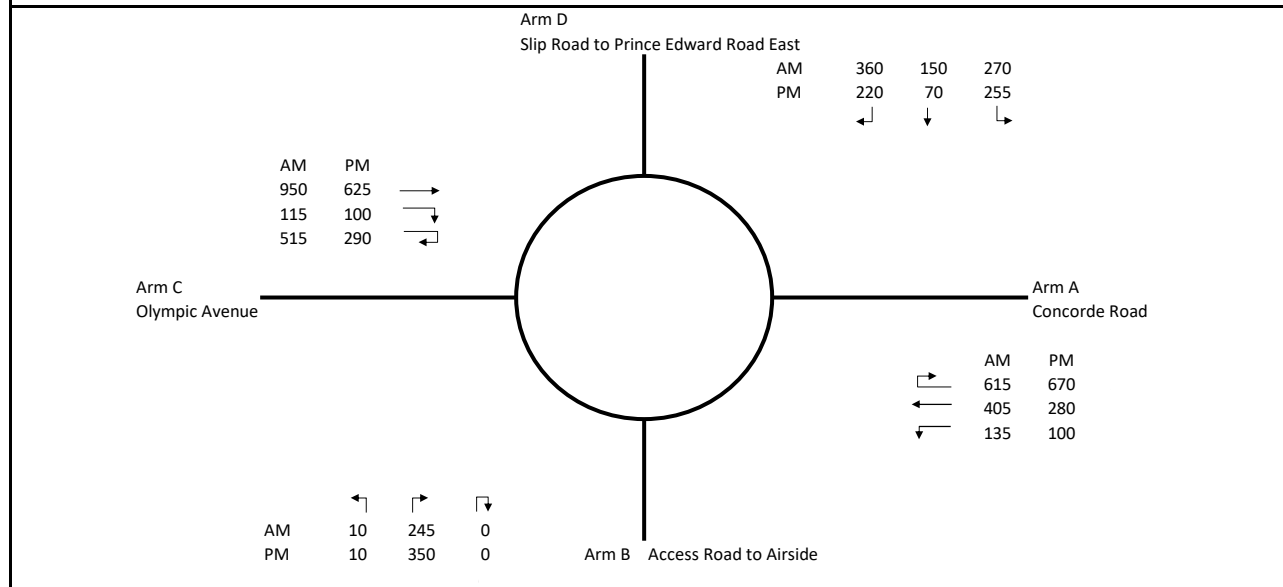 Arm D
Slip Road to Prince Edward Road East
AM 360 150 270
PM 220 70 255
AM PM
950 625
115 100
515 290
Arm C
Olympic Avenue
Arm A
Concorde Road
AM PM
615 670
405 280
135 100
AM 10 245 0
PM 10 350 0
Arm B Access Road to Airside